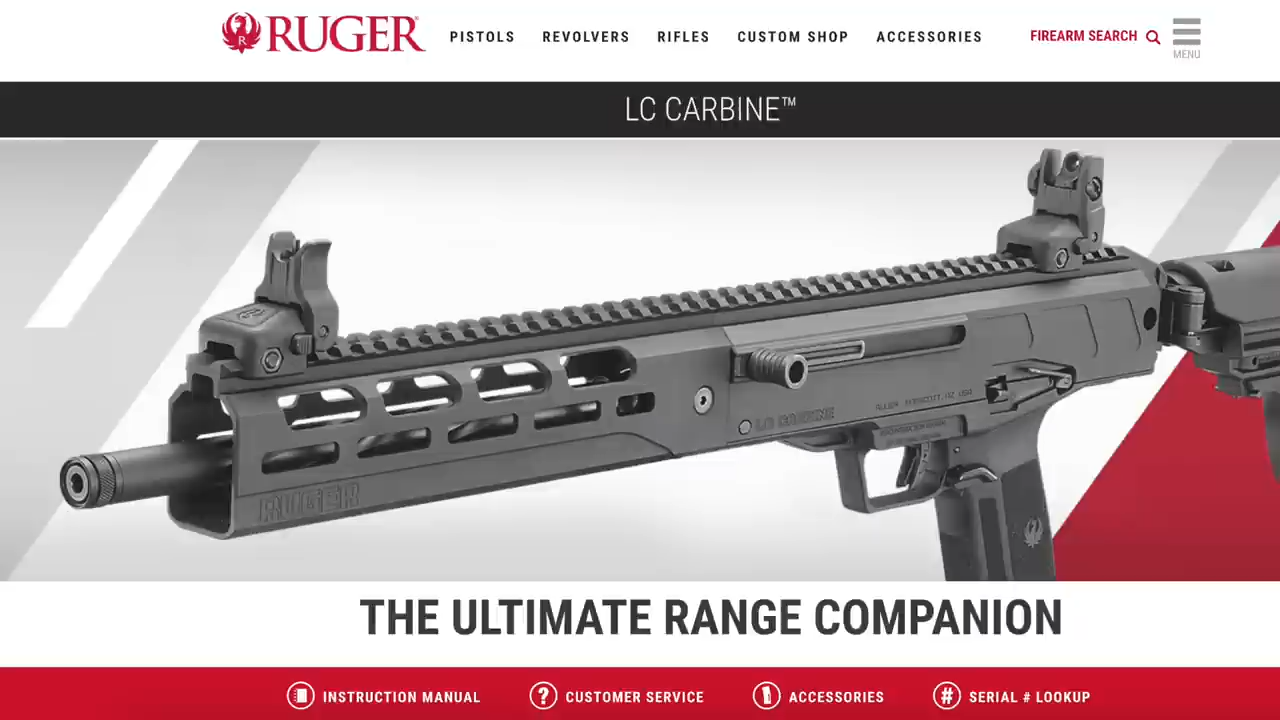 RUGER
PISTOLS REVOLVERS RIFLES CUSTOM SHOP ACCESSORIES FIREARM SEARCH
MENU
LC CARBINE™
LC CARBINE
RUGER
THE ULTIMATE RANGE COMPANION
INSTRUCTION MANUAL CUSTOMER SERVICE ACCESSORIES SERIAL # LOOKUP